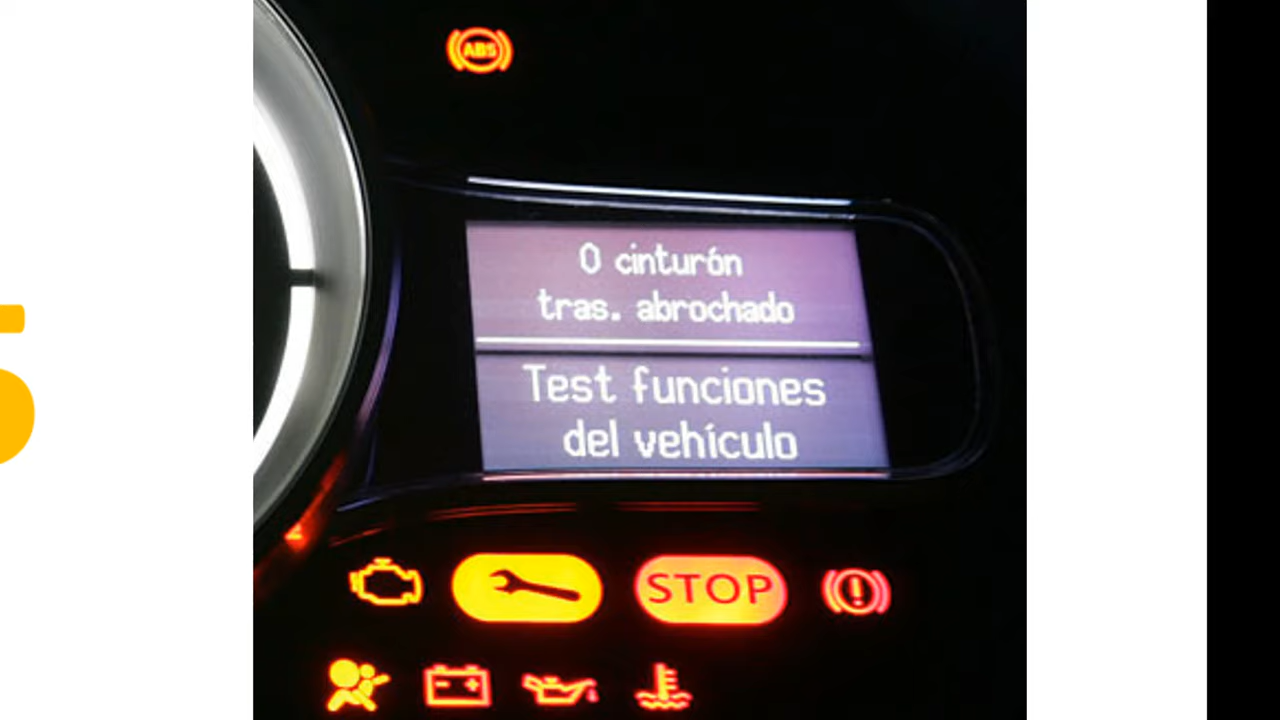 ABS
0 cinturón
tras. abrochado
Test funciones
del vehículo
STOP